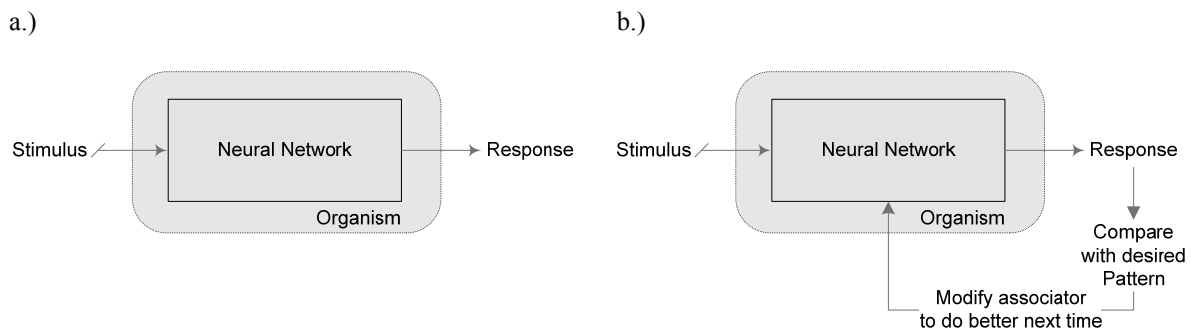 a.)
Stimulus
Neural Network
Response
Organism
b.)
Stimulus
Neural Network
Response
Organism
Compare
with desired
Pattern
Modify associator
to do better next time